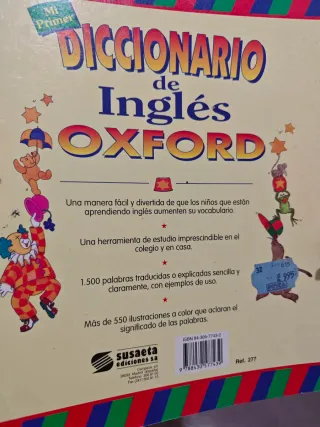 Mi
Primer
DICCIONARIO
de
Inglés
OXFORD
Una manera fácil y divertida de que los niños que están
aprendiendo inglés aumenten su vocabulario.
Una herramienta de estudio imprescindible en el
colegio y en casa.
1.500 palabras traducidas o explicadas sencilla y
claramente, con ejemplos de uso.
Más de 550 ilustraciones a color que aclaran el
significado de las palabras.
susaeta
ediciones s.a.
Ref. 277